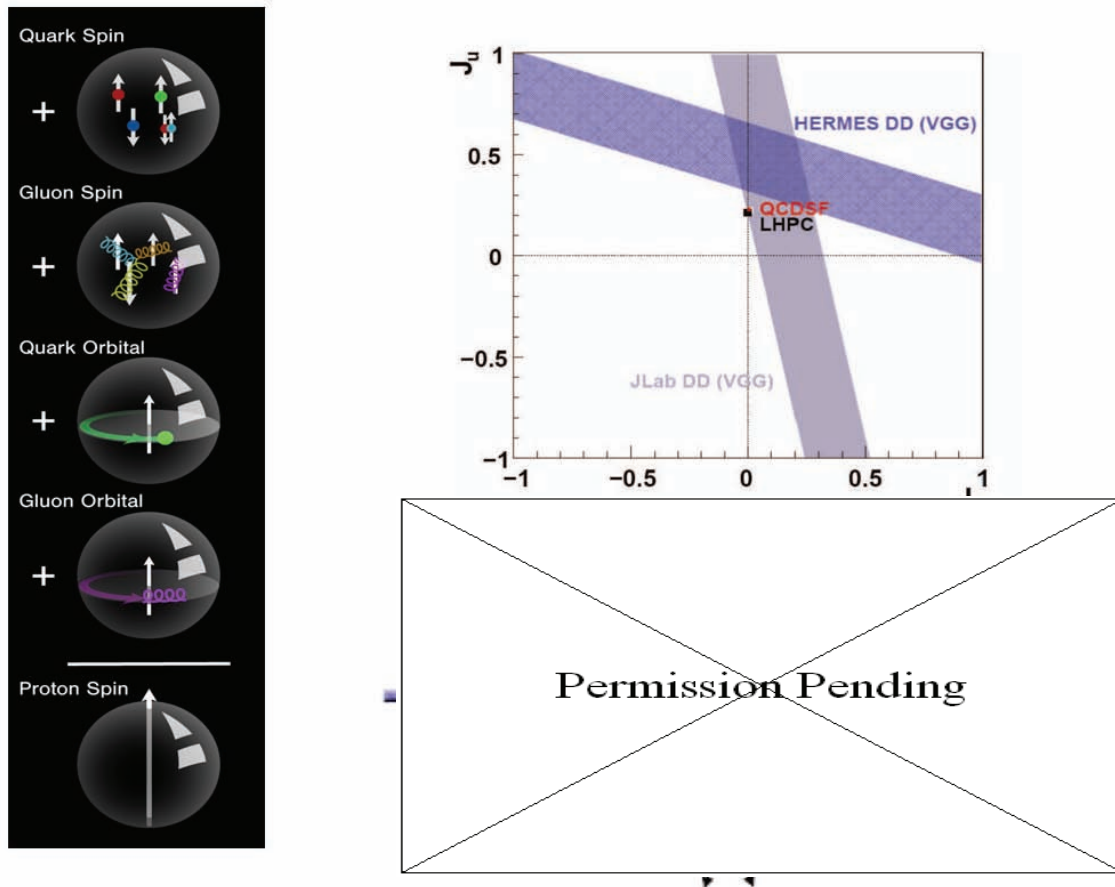 Quark Spin
+
Gluon Spin
+
Quark Orbital
+
Gluon Orbital
+
Proton Spin
Ju
1
0.5
0
−0.5
−1
HERMES DD (VGG)
QCDSF
LHPC
JLab DD (VGG)
−1 −0.5 0 0.5 1
Permission Pending